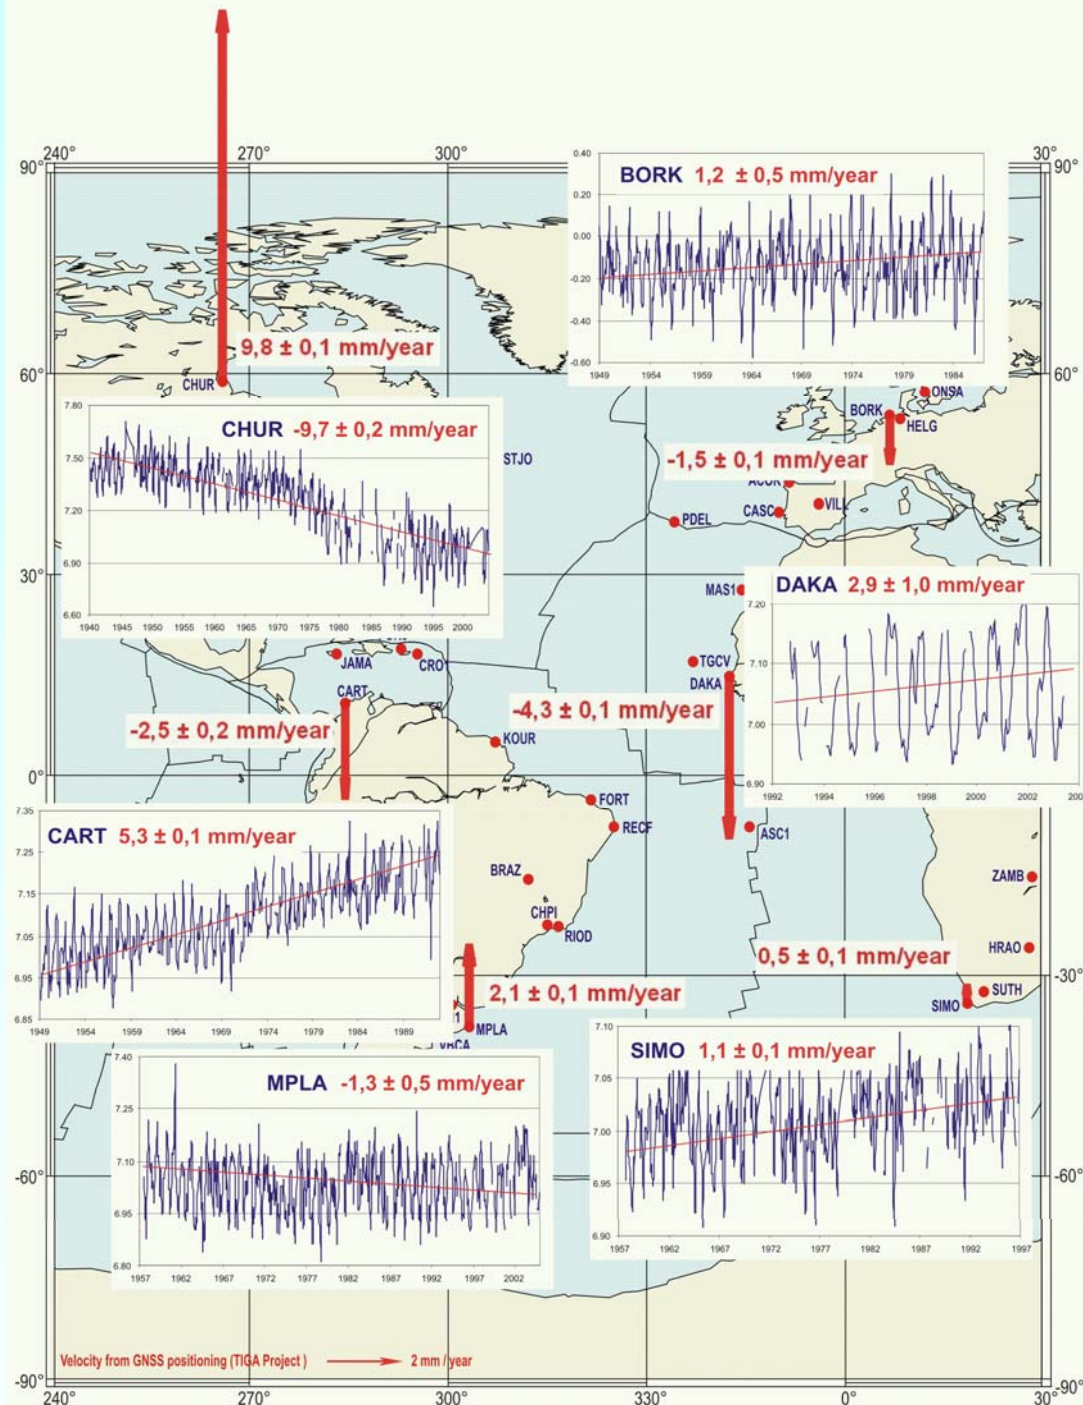 240°
270°
300°
30°
90°
90°
BORK 1,2 ± 0,5 mm/year
0.40
0.20
0.00
-0.20
-0.40
-0.60
1949 1954 1959 1964 1969 1974 1979 1984
9,8 ± 0,1 mm/year
60°
60°
CHUR
ONSA
BORK
HELG
CHUR -9,7 ± 0,2 mm/year
7.80
7.50
7.20
6.90
6.60
1940 1945 1950 1955 1960 1965 1970 1975 1980 1985 1990 1995 2000
STJO
-1,5 ± 0,1 mm/year
CASC
VILL
PDEL
30°
30°
MAS1
DAKA 2,9 ± 1,0 mm/year
7.20
7.10
7.00
6.90
1992 1994 1996 1998 2000 2002
JAMA
CRO1
TGCV
DAKA
CART
-2,5 ± 0,2 mm/year
-4,3 ± 0,1 mm/year
KOUR
0°
FORT
RECF
ASC1
CART 5,3 ± 0,1 mm/year
7.35
7.25
7.15
7.05
6.95
6.85
1949 1954 1959 1964 1969 1974 1979 1984 1989
BRAZ
CHPI
RIOD
ZAMB
HRAO
0,5 ± 0,1 mm/year
-30°
SUTH
SIMO
2,1 ± 0,1 mm/year
MPLA
MPLA -1,3 ± 0,5 mm/year
7.40
7.25
7.10
6.95
6.80
1957 1962 1967 1972 1977 1982 1987 1992 1997 2002
SIMO 1,1 ± 0,1 mm/year
7.10
7.05
7.00
6.95
6.90
1957 1962 1967 1972 1977 1982 1987 1992 1997
-60°
-60°
Velocity from GNSS positioning (TIGA Project ) 2 mm / year
-90°
-90°
240°
270°
300°
330°
0°
30°